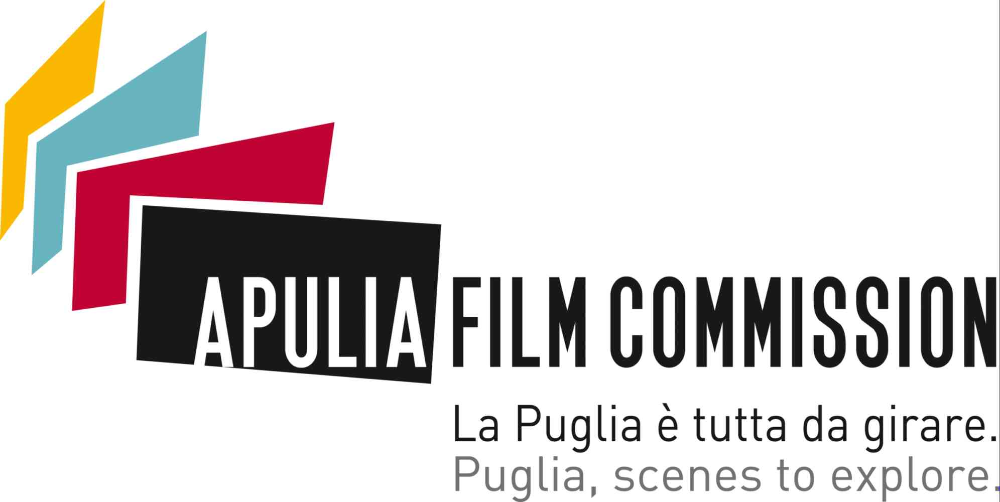 APULIA FILM COMMISSION
La Puglia è tutta da girare.
Puglia, scenes to explore.